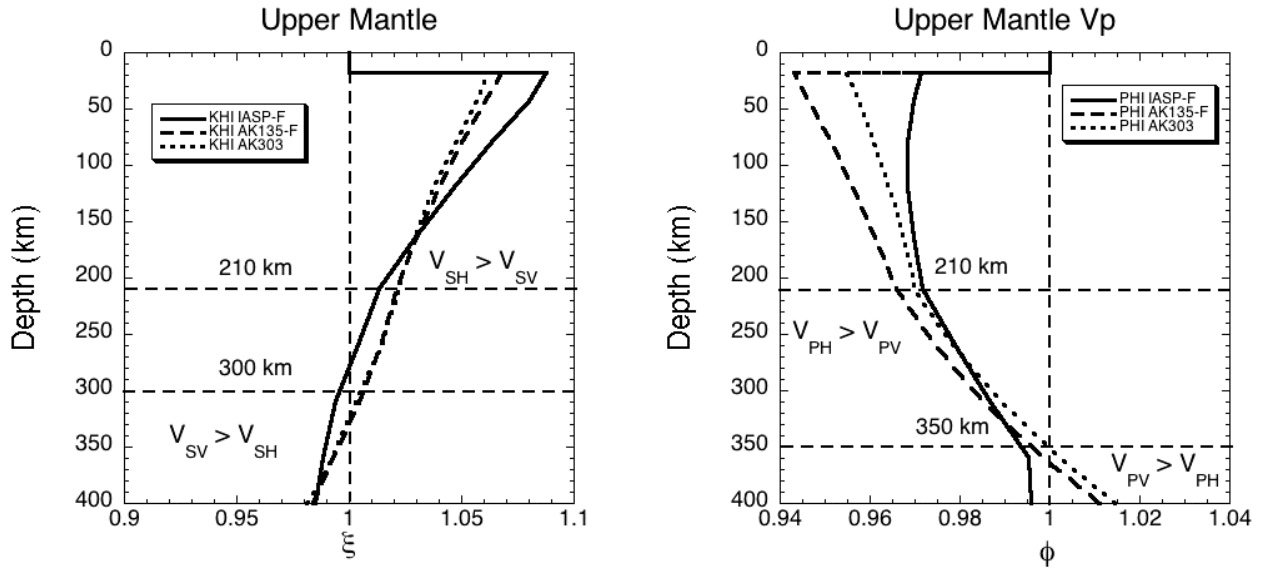 Upper Mantle
0
50
100
150
200
250
300
350
400
Depth (km)
KHI IASP-F
KHI AK135-F
KHI AK303
210 km
V_SH > V_SV
300 km
V_SV > V_SH
0.9
0.95
1
1.05
1.1
ξ
Upper Mantle Vp
0
50
100
150
200
250
300
350
400
Depth (km)
PHI IASP-F
PHI AK135-F
PHI AK303
210 km
V_PH > V_PV
350 km
V_PV > V_PH
0.94
0.96
0.98
1
1.02
1.04
ϕ